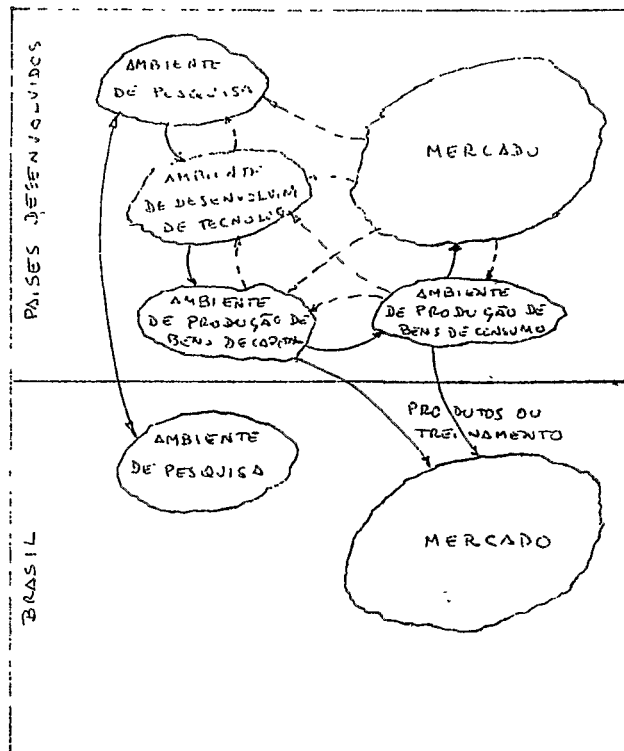 PAISES DESENVOLVIDOS
AMBIENTE
DE PESQUISA
MERCADO
AMBIENTE
DE DESENVOLVIM
DE TECNOLOG
AMBIENTE
DE PRODUÇÃO DE
BENS DE CAPITAL
AMBIENTE
DE PRODUÇÃO DE
BENS DE CONSUMO
BRASIL
AMBIENTE
DE PESQUISA
PRODUTOS OU
TREINAMENTO
MERCADO